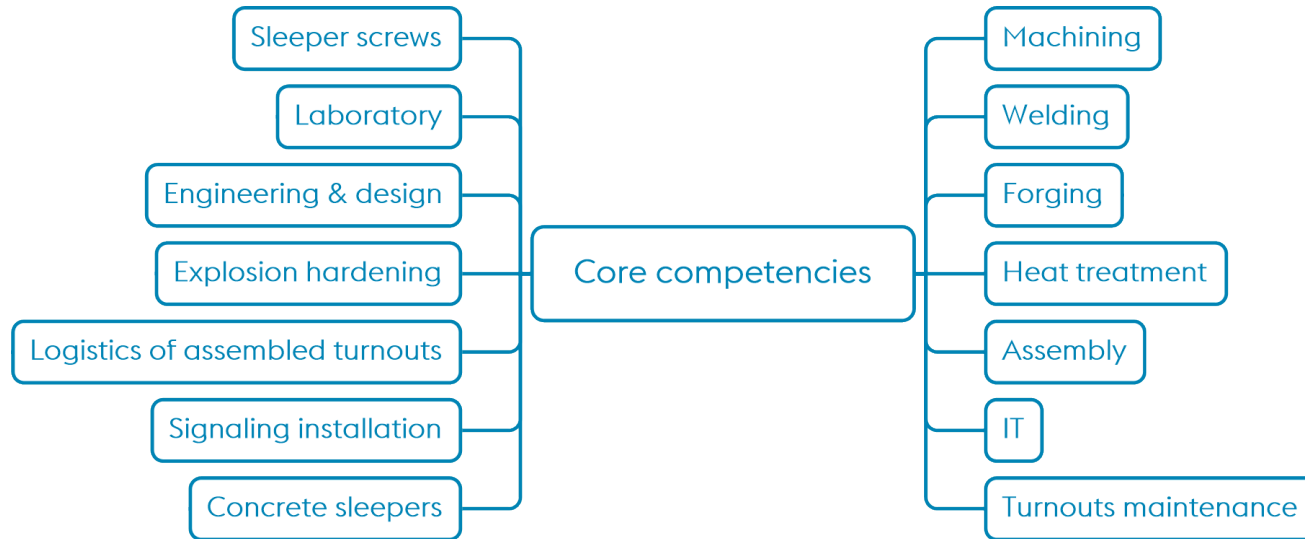 Core competencies
Sleeper screws
Laboratory
Engineering & design
Explosion hardening
Logistics of assembled turnouts
Signaling installation
Concrete sleepers
Machining
Welding
Forging
Heat treatment
Assembly
IT
Turnouts maintenance